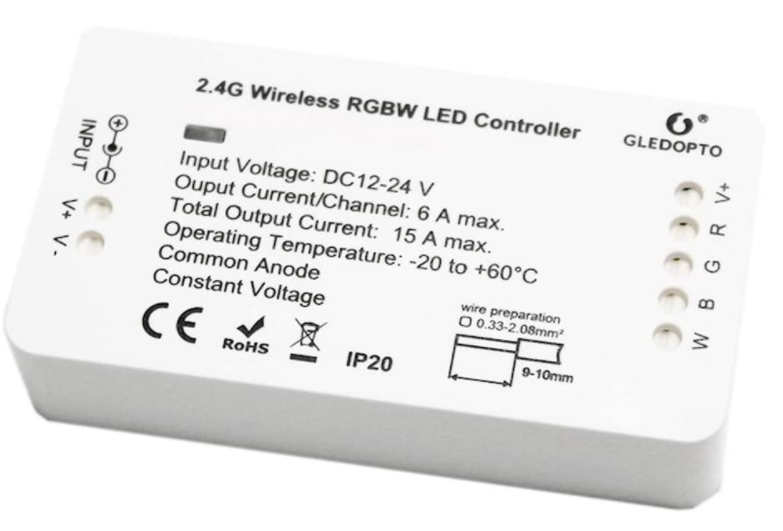 2.4G Wireless RGBW LED Controller
GLEDOPTO ®
INPUT
+
-
V+
V-
Input Voltage: DC12-24 V
Ouput Current/Channel: 6 A max.
Total Output Current: 15 A max.
Operating Temperature: -20 to +60°C
Common Anode
Constant Voltage
V+
R
G
B
W
CE
RoHS
IP20
wire preparation
0.33-2.08mm²
9-10mm